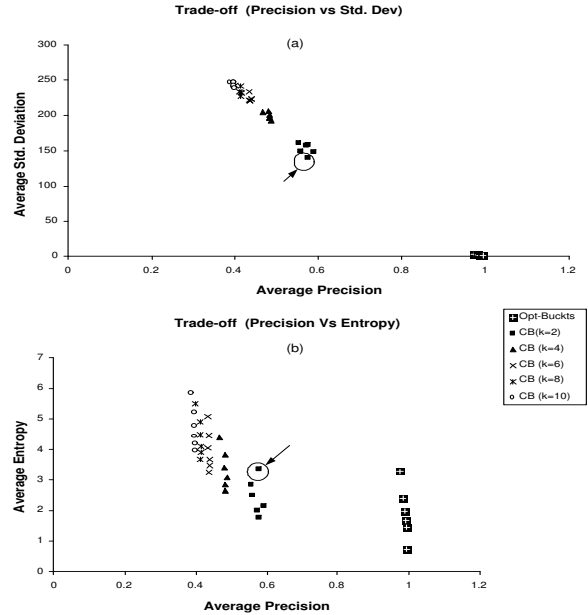 Trade-off (Precision vs Std. Dev)
(a)
300
250
200
150
100
50
0
Average Std. Deviation
0 0.2 0.4 0.6 0.8 1 1.2
Average Precision
Trade-off (Precision Vs Entropy)
(b)
7
6
5
4
3
2
1
0
Average Entropy
0 0.2 0.4 0.6 0.8 1 1.2
Average Precision
Opt-Buckts
CB(k=2)
CB (k=4)
CB (k=6)
CB (k=8)
CB (k=10)